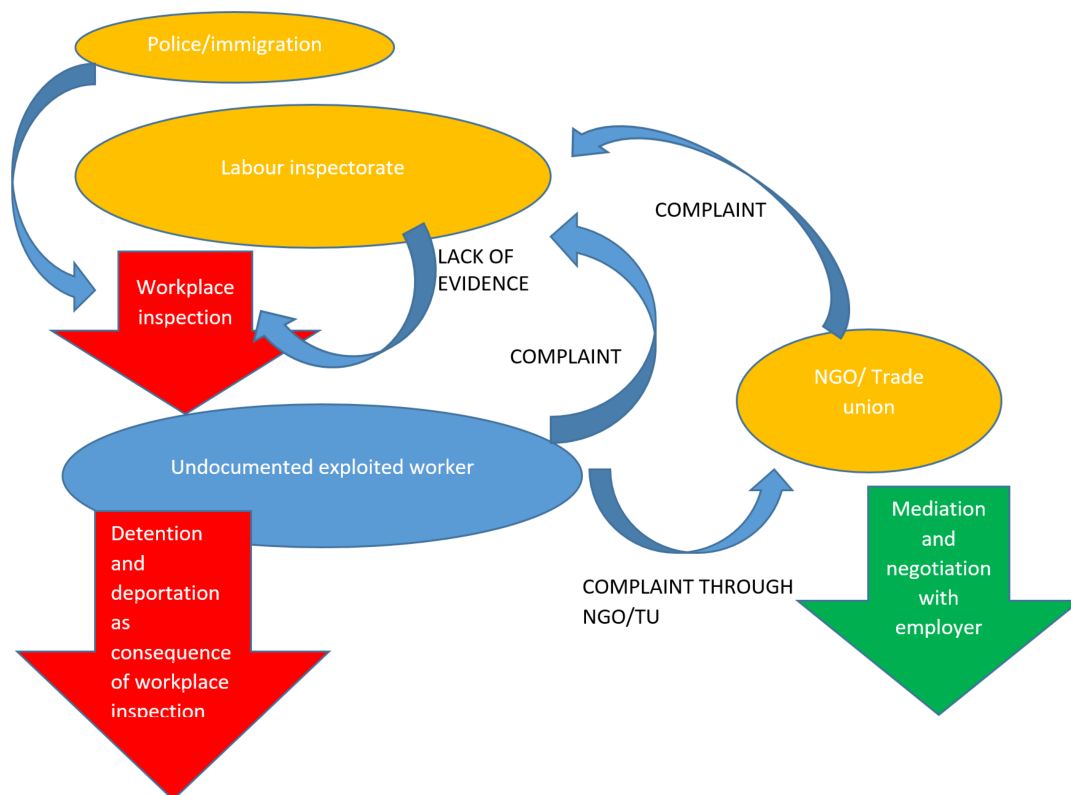 Police/immigration
Labour inspectorate
COMPLAINT
LACK OF
EVIDENCE
Workplace
inspection
COMPLAINT
NGO/ Trade
union
Undocumented exploited worker
Detention
and
deportation
as
consequence
of workplace
inspection
Mediation
and
negotiation
with
employer
COMPLAINT THROUGH
NGO/TU